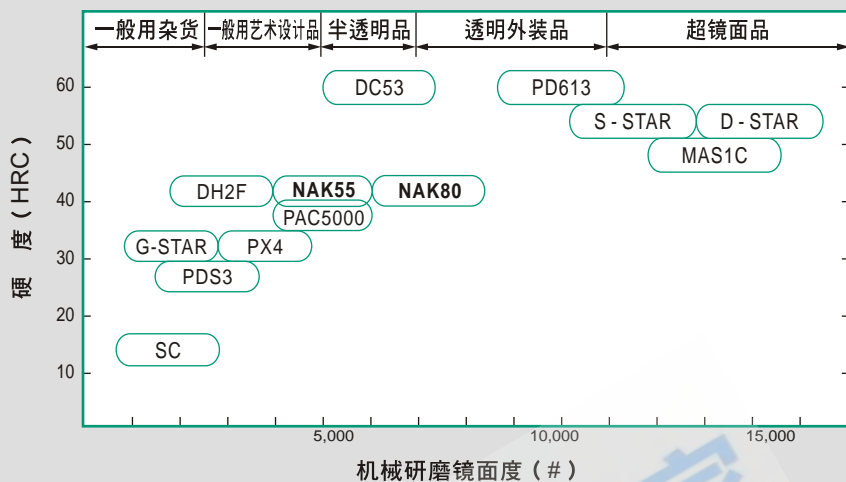 一般用杂货 一般用艺术设计品 半透明品 透明外装品 超镜面品
60 DC53 PD613
50 S - STAR D - STAR
MAS1C
40 DH2F NAK55 NAK80
PAC5000
30 G-STAR PX4
PDS3
20
SC
10
硬 度 ( HRC )
5,000 10,000 15,000
机械研磨镜面度 ( # )